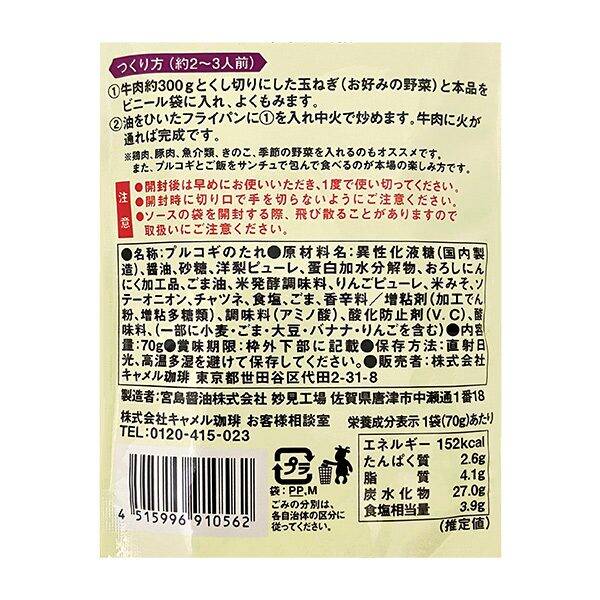 つくり方（約2～3人前）
①牛肉約300gとくし切りにした玉ねぎ（お好みの野菜）と本品を
ビニール袋に入れ、よくもみます。
②油をひいたフライパンに①を入れ中火で炒めます。牛肉に火が
通れば完成です。
※鶏肉、豚肉、魚介類、きのこ、季節の野菜を入れるのもオススメです。
また、プルコギとご飯をサンチュで包んで食べるのが本場の楽しみ方です。
注意
●開封後は早めにお使いいただき、1度で使い切ってください。
●開封時に切り口で手を切らないようにご注意ください。
●ソースの袋を開封する際、飛び散ることがありますので
取扱いにご注意ください。
●名称：プルコギのたれ●原材料名：異性化液糖（国内製
造）、醤油、砂糖、洋梨ピューレ、蛋白加水分解物、おろしにん
にく加工品、ごま油、米発酵調味料、りんごピューレ、米みそ、ソ
テーオニオン、チャツネ、食塩、ごま、香辛料／増粘剤（加工でん
粉、増粘多糖類）、調味料（アミノ酸）、酸化防止剤（V.C）、酸
味料、（一部に小麦・ごま・大豆・バナナ・りんごを含む）●内容
量：70g●賞味期限：枠外下部に記載●保存方法：直射日
光、高温多湿を避けて保存してください。●販売者：株式会社
キャメル珈琲 東京都世田谷区代田2-31-8
製造者：宮島醤油株式会社 妙見工場 佐賀県唐津市中瀬通1番18
株式会社キャメル珈琲 お客様相談室
TEL：0120-415-023
4 515996 910562
プラ
袋：PP,M
ごみの分別は、
各自治体の区分に
従ってください。
栄養成分表示 1袋（70g）あたり
エネルギー 152kcal
たんぱく質 2.6g
脂質 4.1g
炭水化物 27.0g
食塩相当量 3.9g
（推定値）